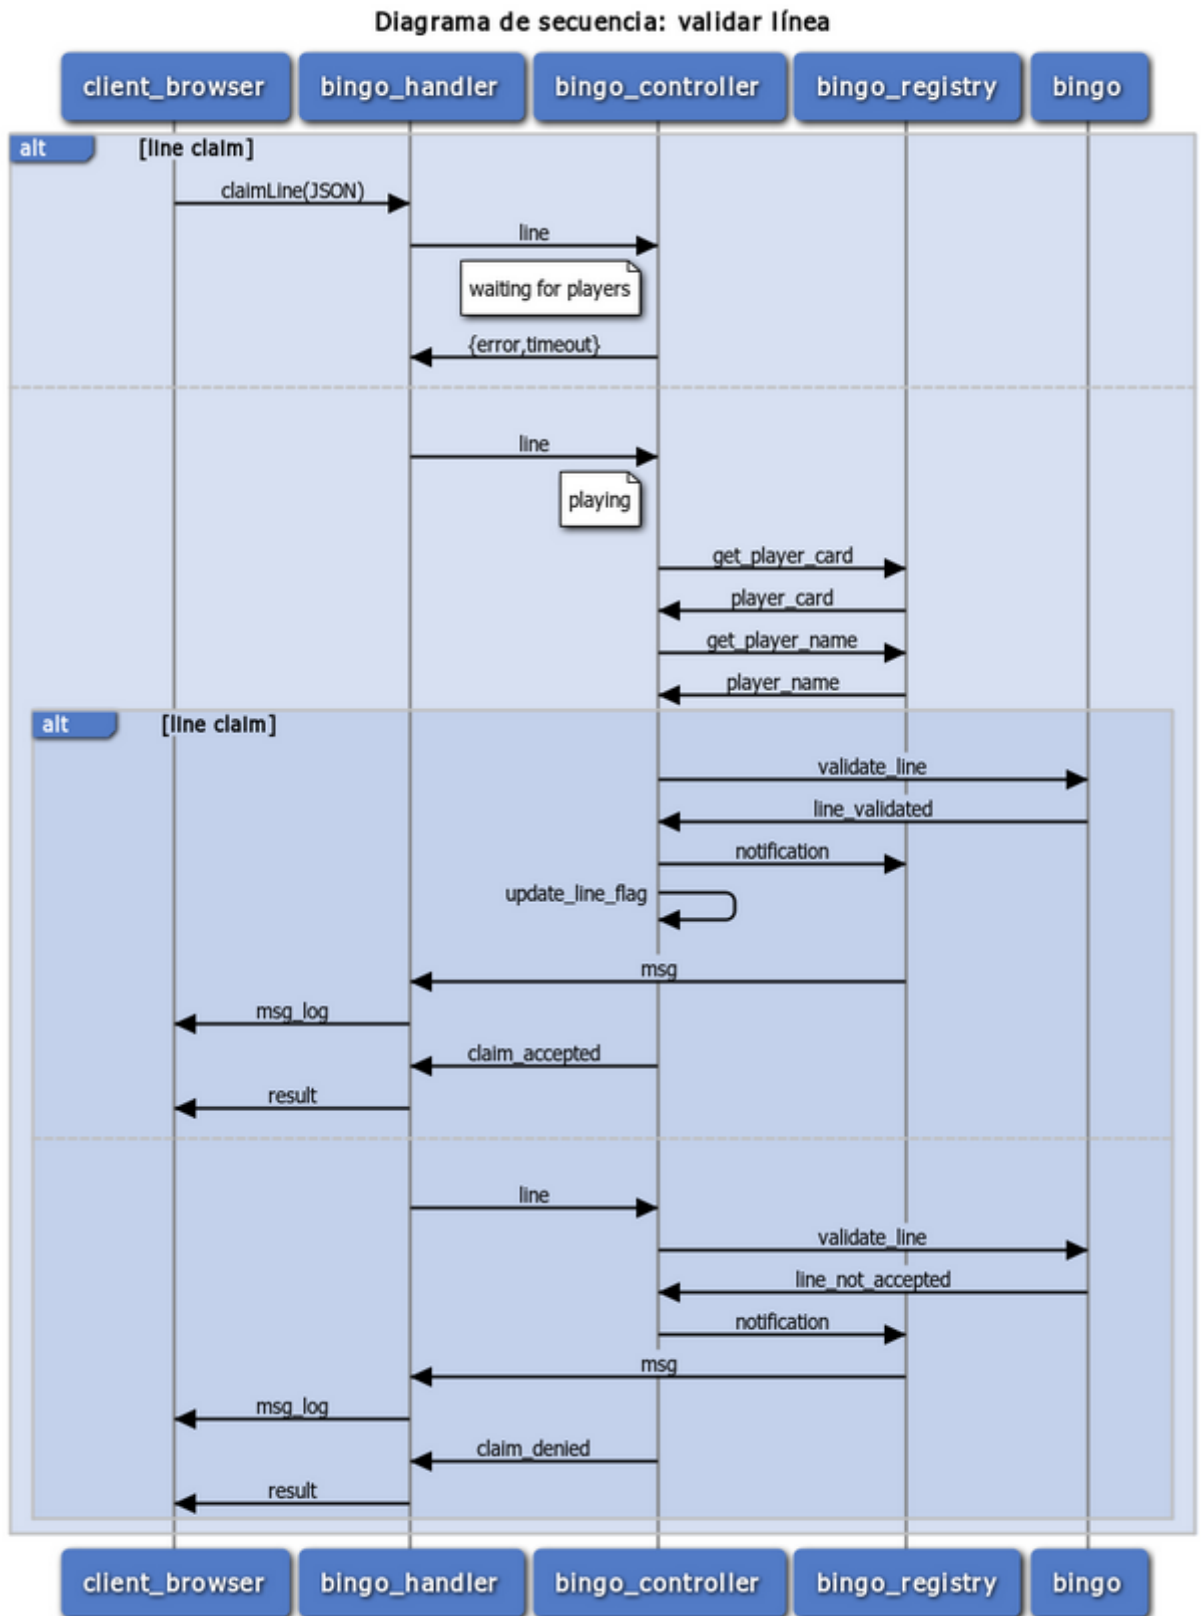 Diagrama de secuencia: validar línea
client_browser bingo_handler bingo_controller bingo_registry bingo
alt [line claim]
claimLine(JSON)
line
waiting for players
{error,timeout}
line
playing
get_player_card
player_card
get_player_name
player_name
alt [line claim]
validate_line
line_validated
notification
update_line_flag
msg
msg_log
claim_accepted
result
line
validate_line
line_not_accepted
notification
msg
msg_log
claim_denied
result
client_browser bingo_handler bingo_controller bingo_registry bingo